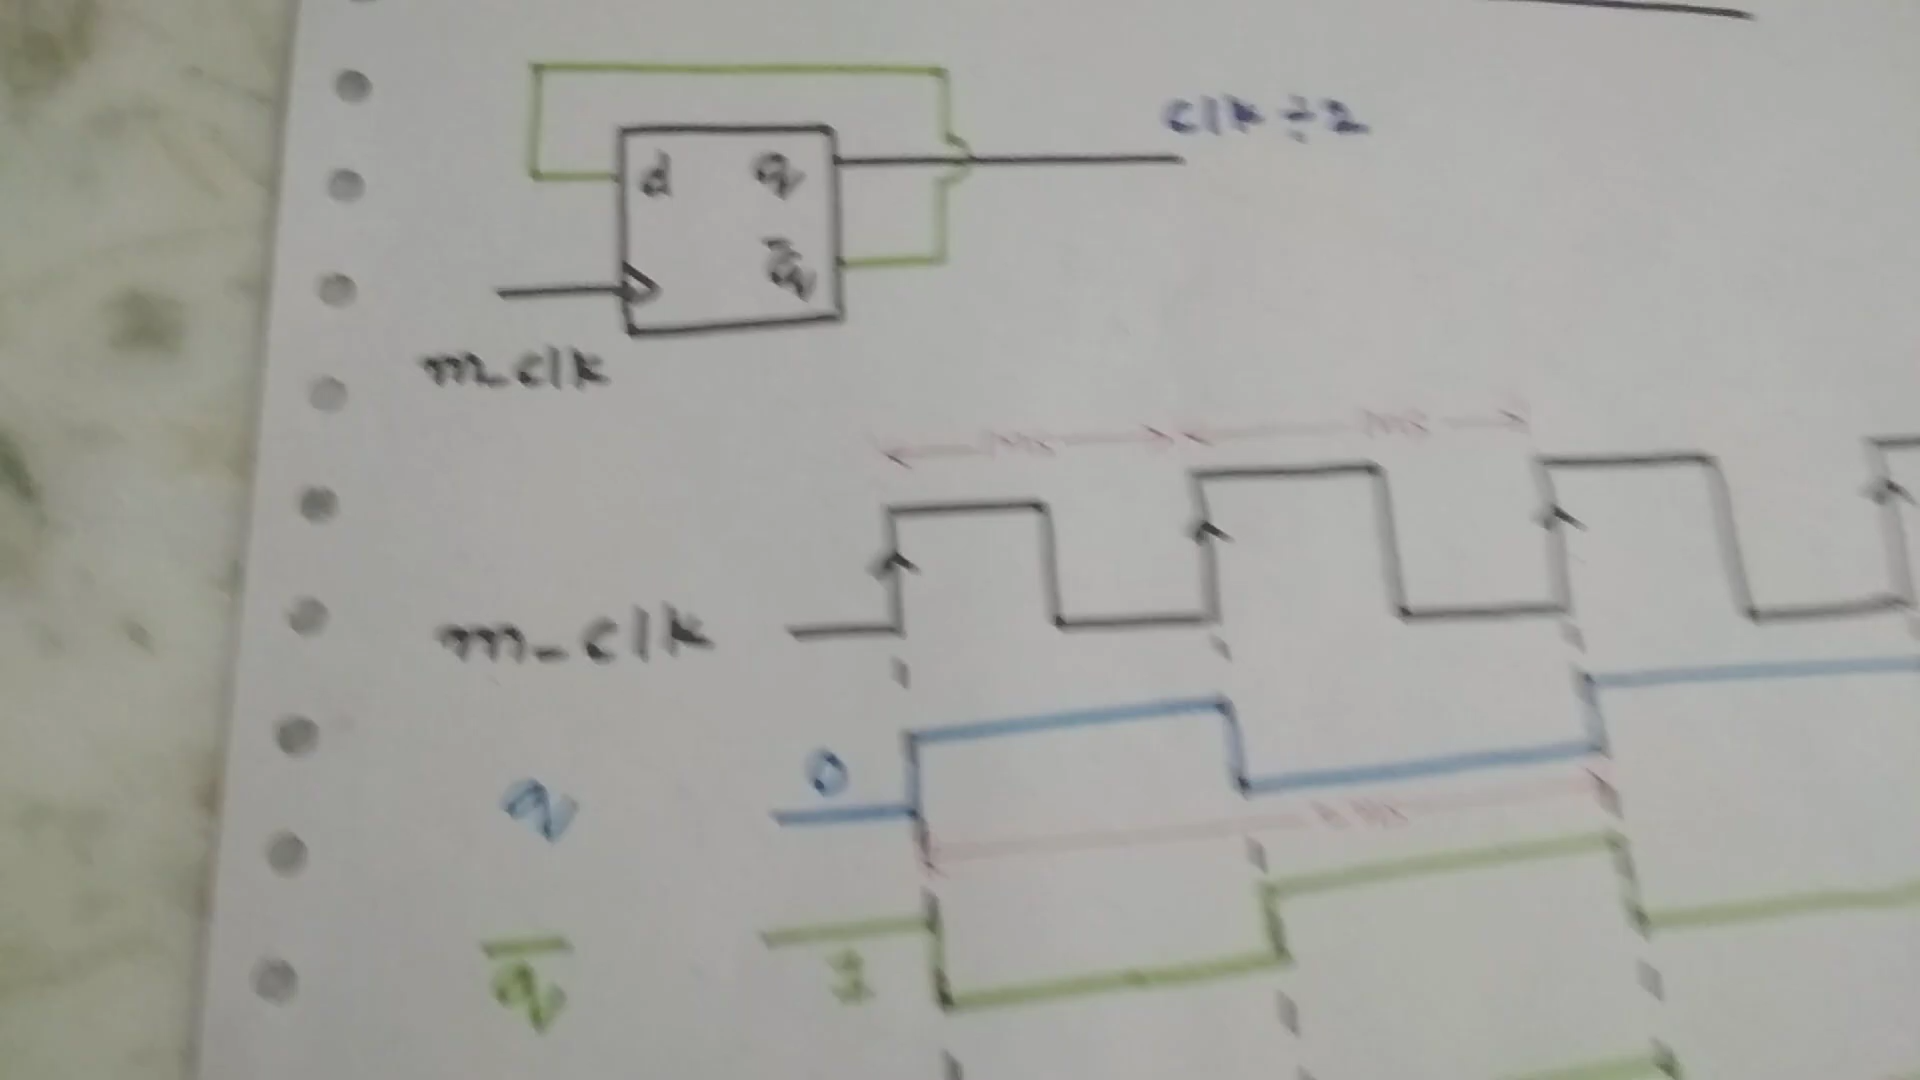 clk ÷ 2
d q
q̅
m_clk
m_clk
q 0
q̅ 1